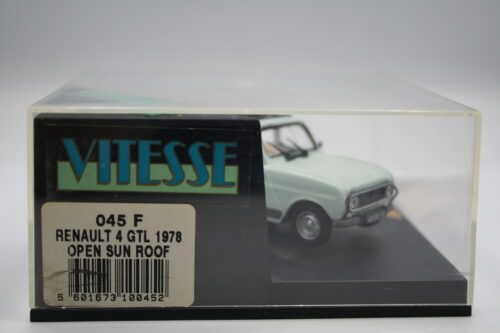 VITESSE
045 F
RENAULT 4 GTL 1978
OPEN SUN ROOF
5 601673 100452